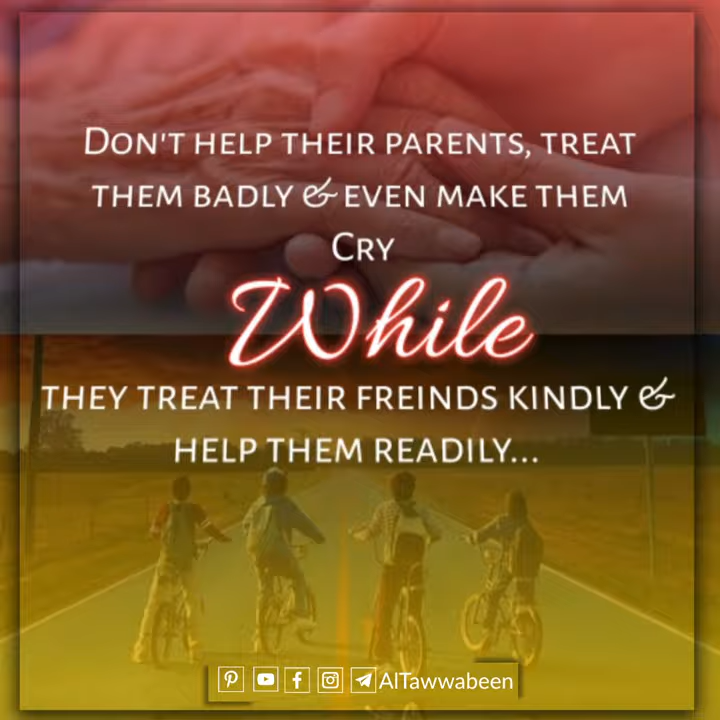 Don't help their parents, treat
them badly & even make them
Cry
While
they treat their freinds kindly &
help them readily...
AlTawwabeen